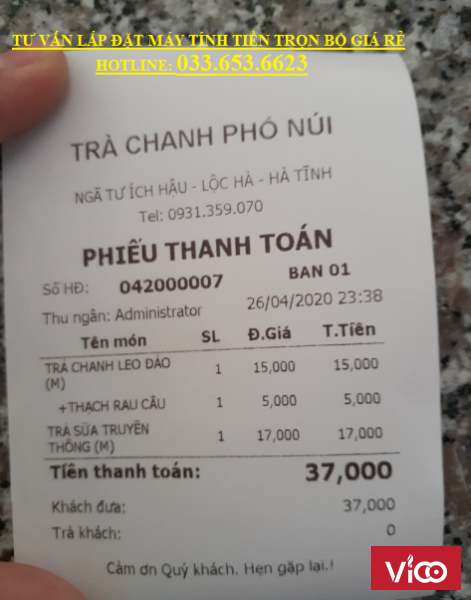 TƯ VẤN LẮP ĐẶT MÁY TÍNH TIỀN TRỌN BỘ GIÁ RẺ
HOTLINE: 033.653.6623
TRÀ CHANH PHÓ NÚI
NGÃ TƯ ÍCH HẬU - LỘC HÀ - HÀ TĨNH
Tel: 0931.359.070
PHIẾU THANH TOÁN
Số HĐ: 042000007 BAN 01
Thu ngân: Administrator 26/04/2020 23:38
Tên món SL Đ.Giá T.Tiền
TRÀ CHANH LEO ĐÀO 1 15,000 15,000
(M)
+THẠCH RAU CÂU 1 5,000 5,000
TRÀ SỮA TRUYỀN 1 17,000 17,000
THỐNG (M)
Tiền thanh toán: 37,000
Khách đưa: 37,000
Trả khách: 0
Cảm ơn Quý khách. Hẹn gặp lại.!
Vi